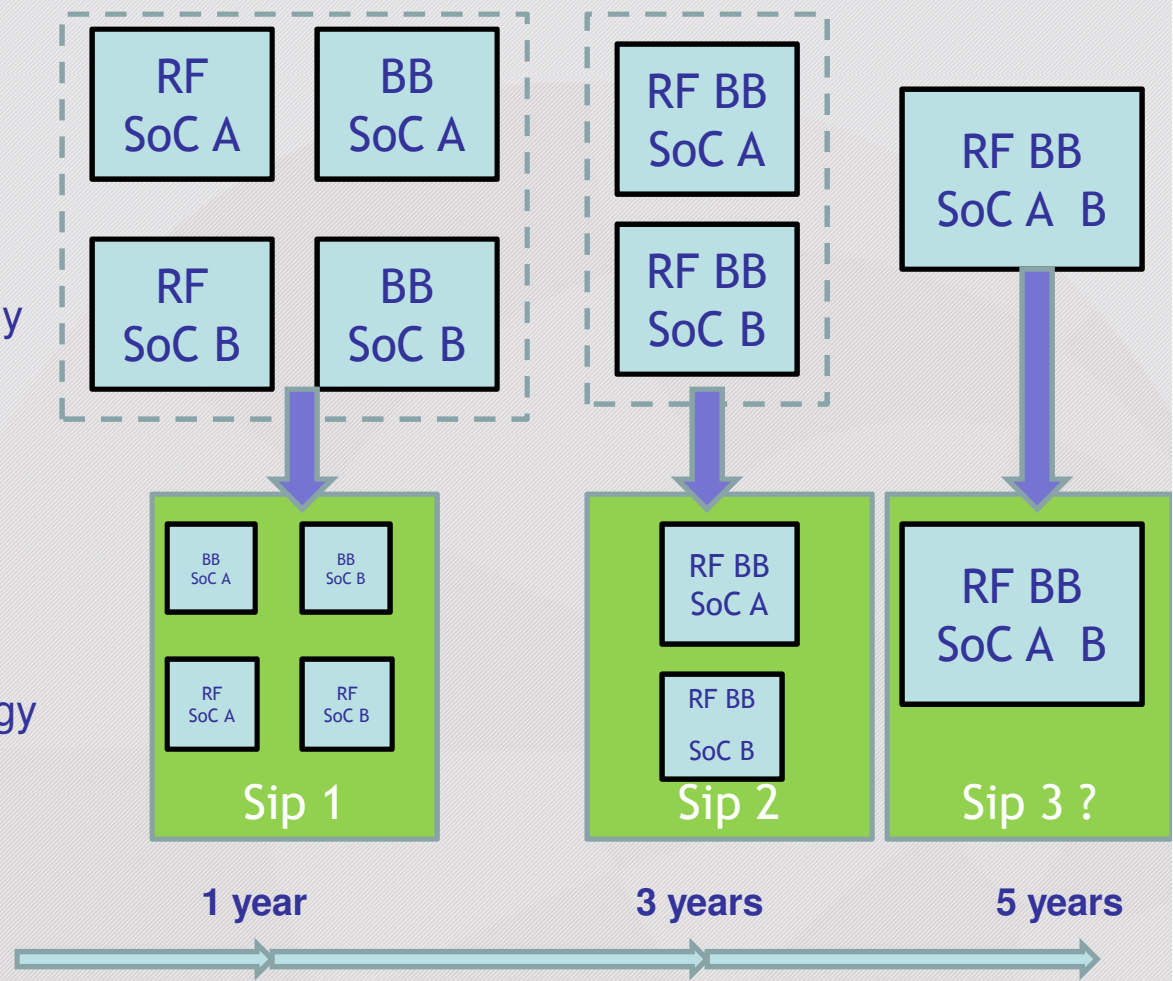 RF
SoC A
BB
SoC A
RF
SoC B
BB
SoC B
RF BB
SoC A
RF BB
SoC B
RF BB
SoC A B
y
BB
SoC A
BB
SoC B
RF
SoC A
RF
SoC B
Sip 1
RF BB
SoC A
RF BB
SoC B
Sip 2
RF BB
SoC A B
Sip 3 ?
gy
1 year
3 years
5 years